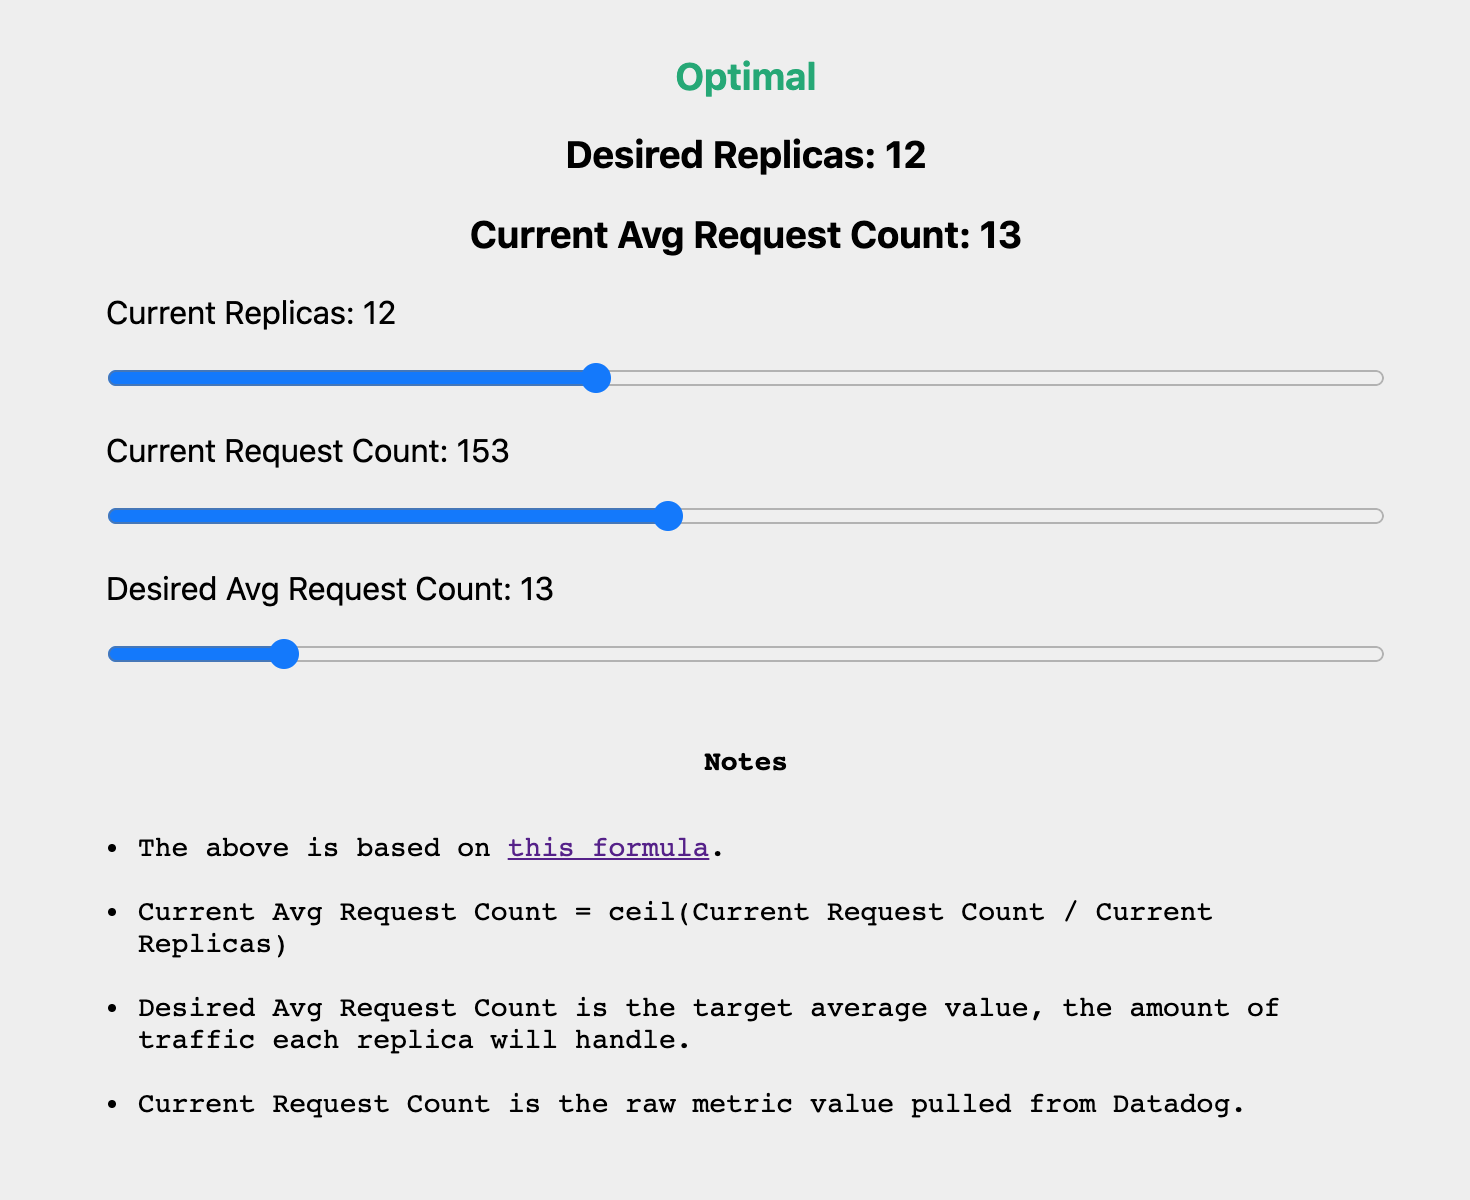 Optimal
Desired Replicas: 12
Current Avg Request Count: 13
Current Replicas: 12
Current Request Count: 153
Desired Avg Request Count: 13
Notes
• The above is based on this formula.
• Current Avg Request Count = ceil(Current Request Count / Current
Replicas)
• Desired Avg Request Count is the target average value, the amount of
traffic each replica will handle.
• Current Request Count is the raw metric value pulled from Datadog.